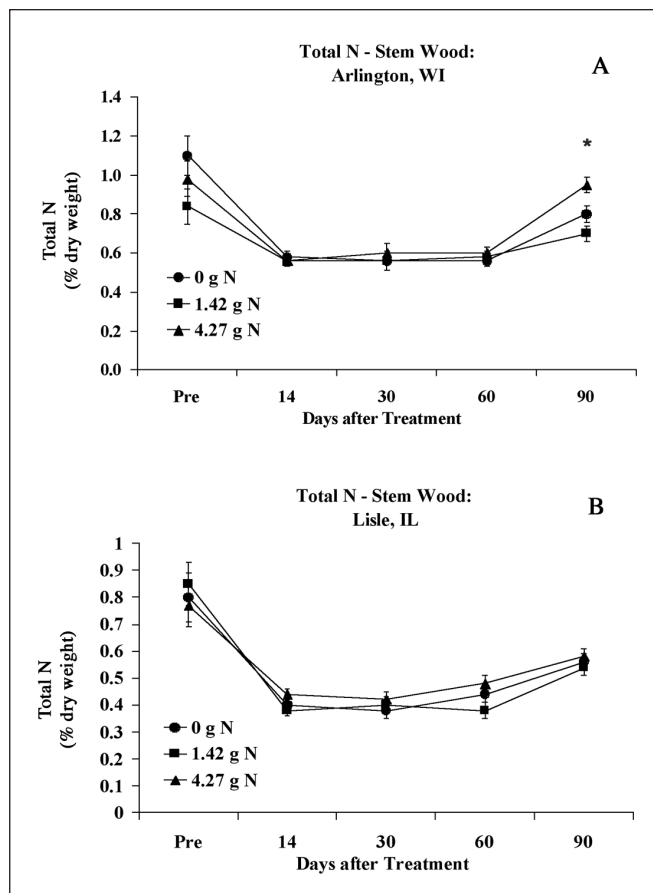 Total N - Stem Wood:
Arlington, WI
A
Total N
(% dry weight)
1.4
1.2
1.0
0.8
0.6
0.4
0.2
0.0
*
0 g N
1.42 g N
4.27 g N
Pre 14 30 60 90
Days after Treatment
Total N - Stem Wood:
Lisle, IL
B
Total N
(% dry weight)
1
0.9
0.8
0.7
0.6
0.5
0.4
0.3
0.2
0.1
0
0 g N
1.42 g N
4.27 g N
Pre 14 30 60 90
Days after Treatment